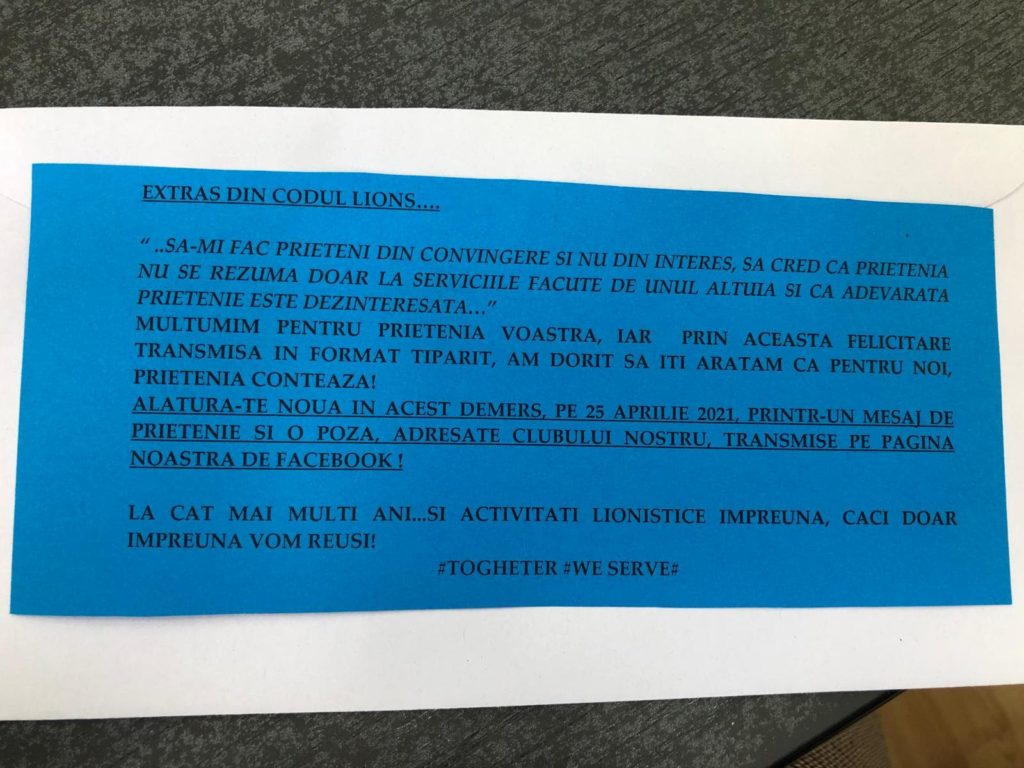 EXTRAS DIN CODUL LIONS....
“ ..SA-MI FAC PRIETENI DIN CONVINGERE SI NU DIN INTERES, SA CRED CA PRIETENIA
NU SE REZUMA DOAR LA SERVICIILE FACUTE DE UNUL ALTUIA SI CA ADEVARATA
PRIETENIE ESTE DEZINTERESATA…”
MULTUMIM PENTRU PRIETENIA VOASTRA, IAR PRIN ACEASTA FELICITARE
TRANSMISA IN FORMAT TIPARIT, AM DORIT SA ITI ARATAM CA PENTRU NOI,
PRIETENIA CONTEAZA!
ALATURA-TE NOUA IN ACEST DEMERS, PE 25 APRILIE 2021, PRINTR-UN MESAJ DE
PRIETENIE SI O POZA, ADRESATE CLUBULUI NOSTRU, TRANSMISE PE PAGINA
NOASTRA DE FACEBOOK !
LA CAT MAI MULTI ANI...SI ACTIVITATI LIONISTICE IMPREUNA, CACI DOAR
IMPREUNA VOM REUSI!
#TOGHETER #WE SERVE#